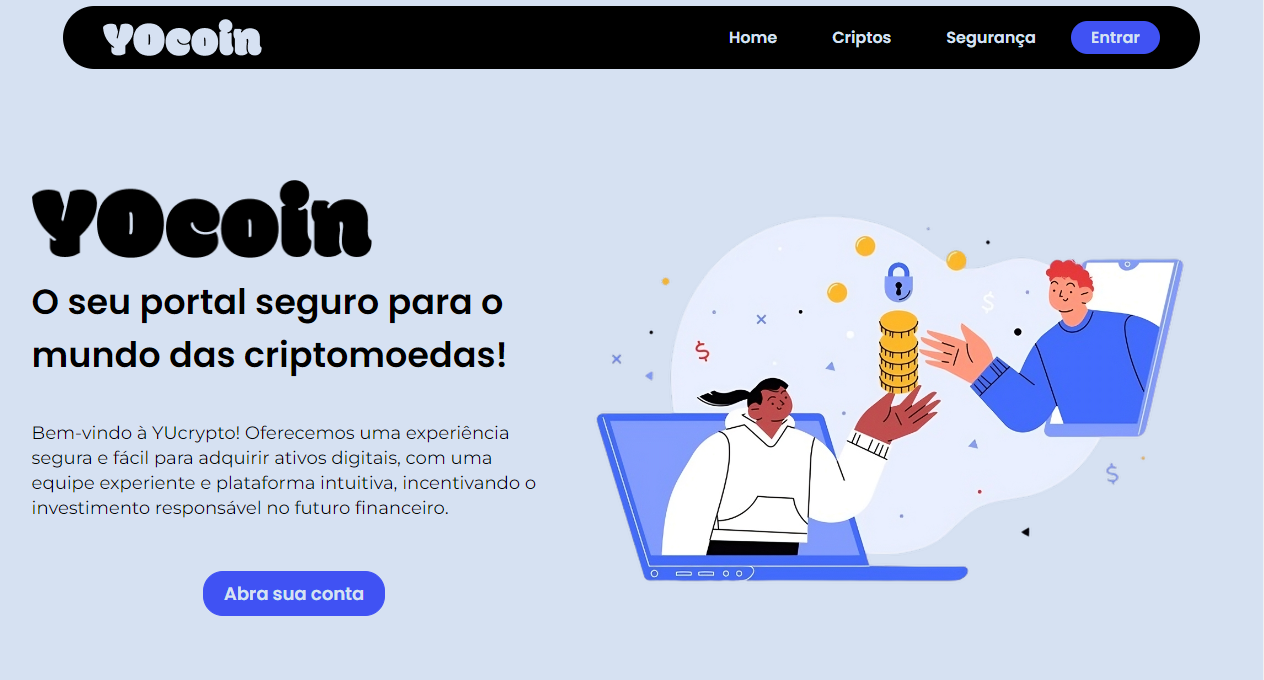 YOcoin
Home
Criptos
Segurança
Entrar
YOcoin
O seu portal seguro para o
mundo das criptomoedas!
Bem-vindo à YUcrypto! Oferecemos uma experiência
segura e fácil para adquirir ativos digitais, com uma
equipe experiente e plataforma intuitiva, incentivando o
investimento responsável no futuro financeiro.
Abra sua conta